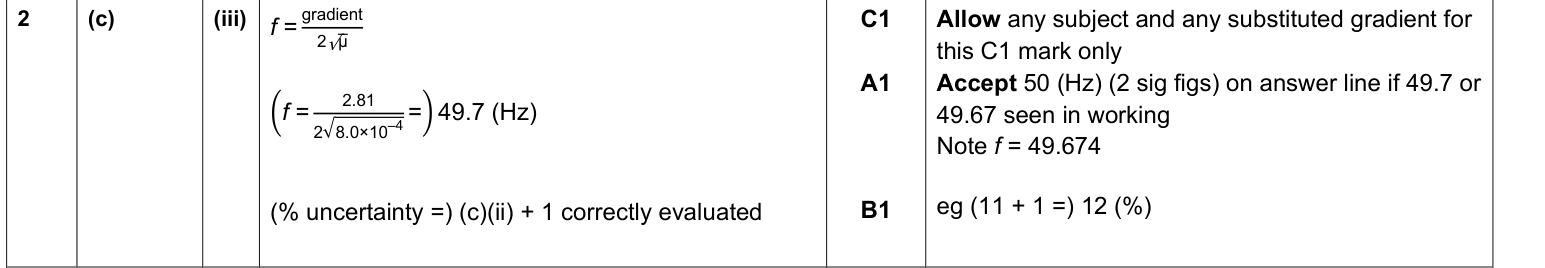 2 (c) (iii) f = gradient / 2√μ C1 Allow any subject and any substituted gradient for
this C1 mark only
(f = 2.81 / 2√8.0×10⁻⁴ =) 49.7 (Hz) A1 Accept 50 (Hz) (2 sig figs) on answer line if 49.7 or
49.67 seen in working
Note f = 49.674
(% uncertainty =) (c)(ii) + 1 correctly evaluated B1 eg (11 + 1 =) 12 (%)